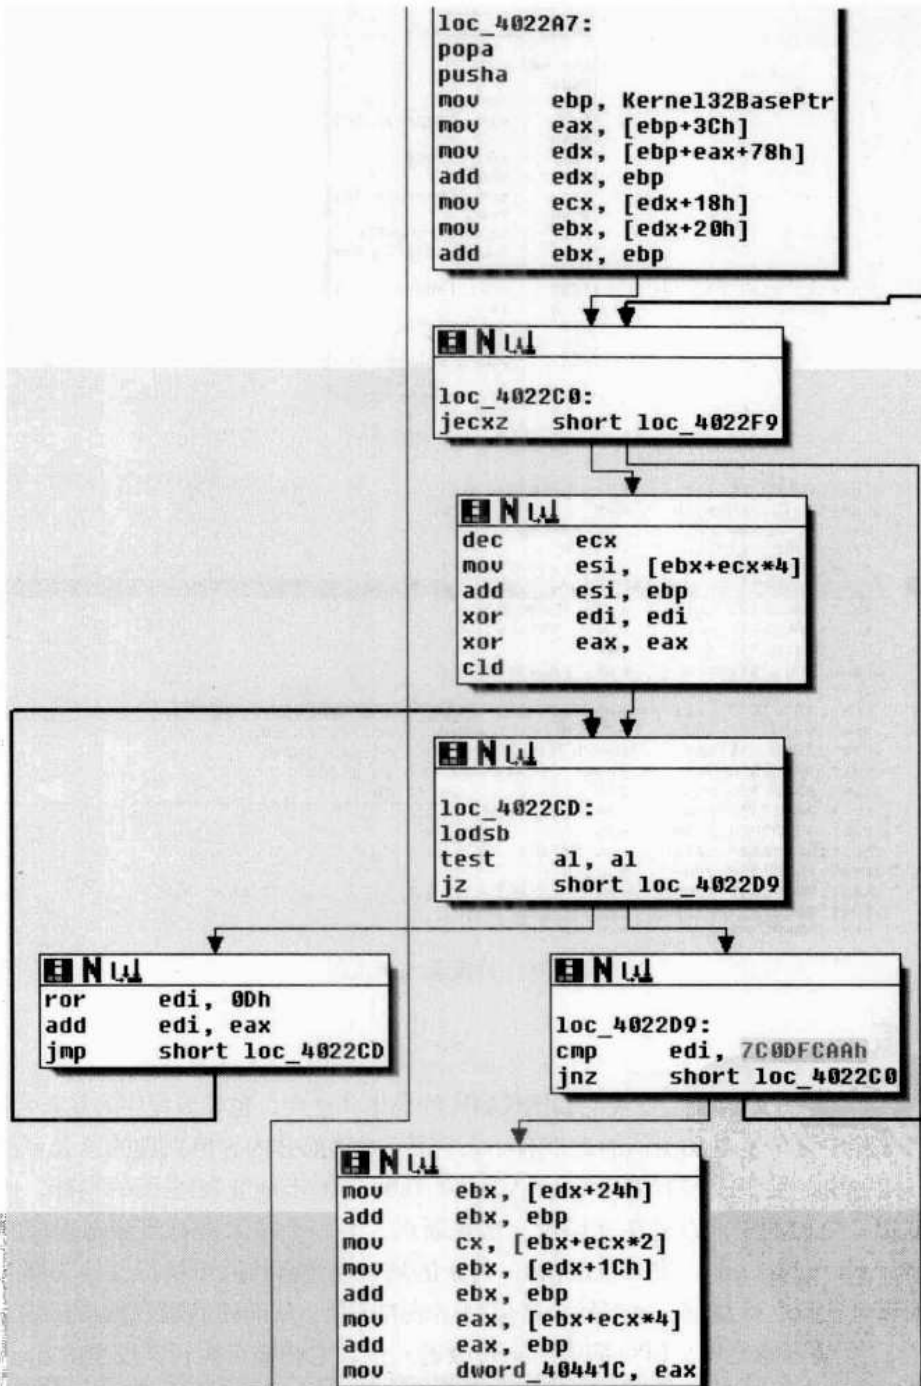 loc_4022A7:
popa
pusha
mov ebp, Kernel32BasePtr
mov eax, [ebp+3Ch]
mov edx, [ebp+eax+78h]
add edx, ebp
mov ecx, [edx+18h]
mov ebx, [edx+20h]
add ebx, ebp
loc_4022C0:
jecxz short loc_4022F9
dec ecx
mov esi, [ebx+ecx*4]
add esi, ebp
xor edi, edi
xor eax, eax
cld
loc_4022CD:
lodsb
test al, al
jz short loc_4022D9
ror edi, 0Dh
add edi, eax
jmp short loc_4022CD
loc_4022D9:
cmp edi, 7C0DFCAAh
jnz short loc_4022C0
mov ebx, [edx+24h]
add ebx, ebp
mov cx, [ebx+ecx*2]
mov ebx, [edx+1Ch]
add ebx, ebp
mov eax, [ebx+ecx*4]
add eax, ebp
mov dword_40441C, eax